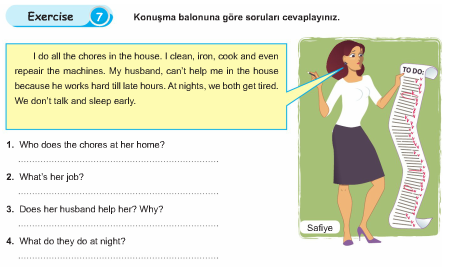 Exercise 7
Konuşma balonuna göre soruları cevaplayınız.
I do all the chores in the house. I clean, iron, cook and even
repeair the machines. My husband, can't help me in the house
because he works hard till late hours. At nights, we both get tired.
We don't talk and sleep early.
TO DO:
1. Who does the chores at her home?
2. What's her job?
3. Does her husband help her? Why?
4. What do they do at night?
Safiye